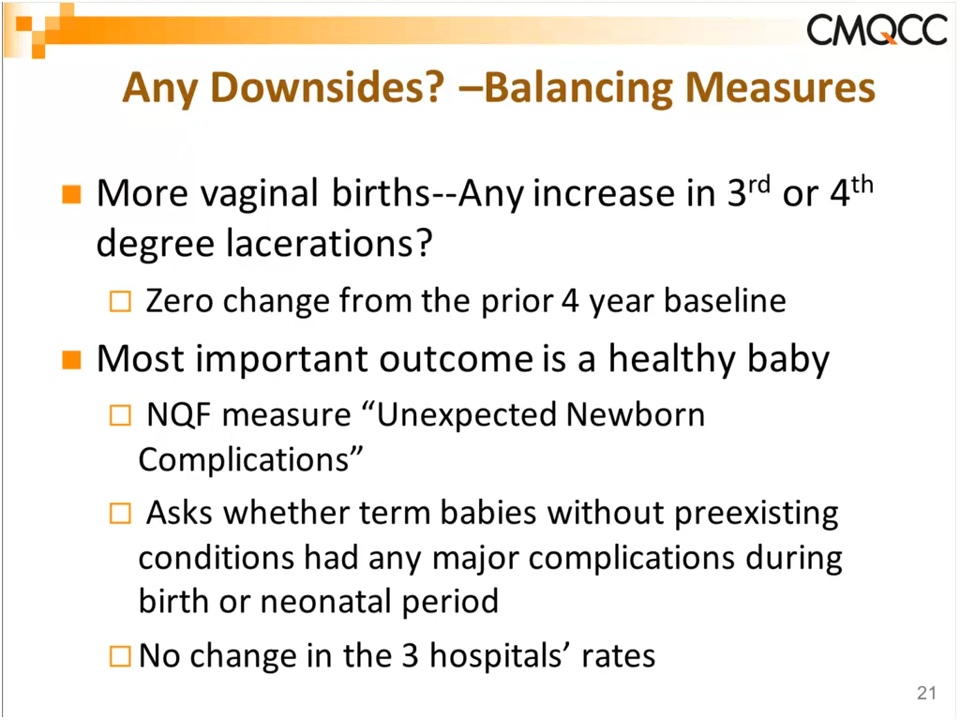 CMQCC
Any Downsides? –Balancing Measures
More vaginal births--Any increase in 3rd or 4th
degree lacerations?
Zero change from the prior 4 year baseline
Most important outcome is a healthy baby
NQF measure “Unexpected Newborn
Complications”
Asks whether term babies without preexisting
conditions had any major complications during
birth or neonatal period
No change in the 3 hospitals’ rates
21